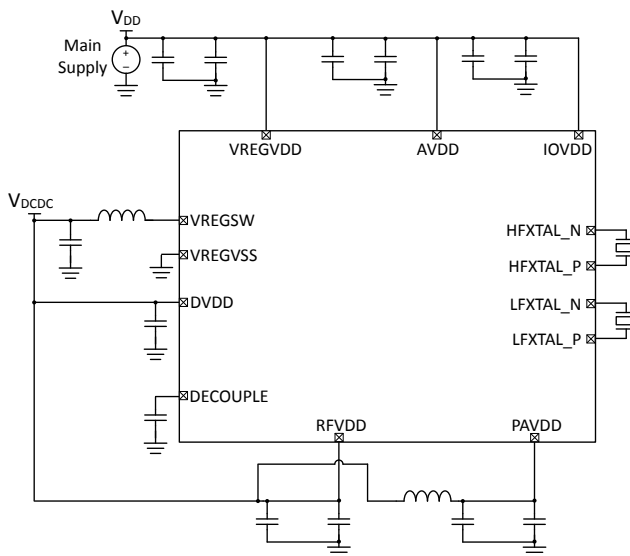 VDD
Main
Supply
+
−
VREGVDD
AVDD
IOVDD
VDCDC
VREGSW
HFXTAL_N
VREGVSS
HFXTAL_P
DVDD
LFXTAL_N
LFXTAL_P
DECOUPLE
RFVDD
PAVDD